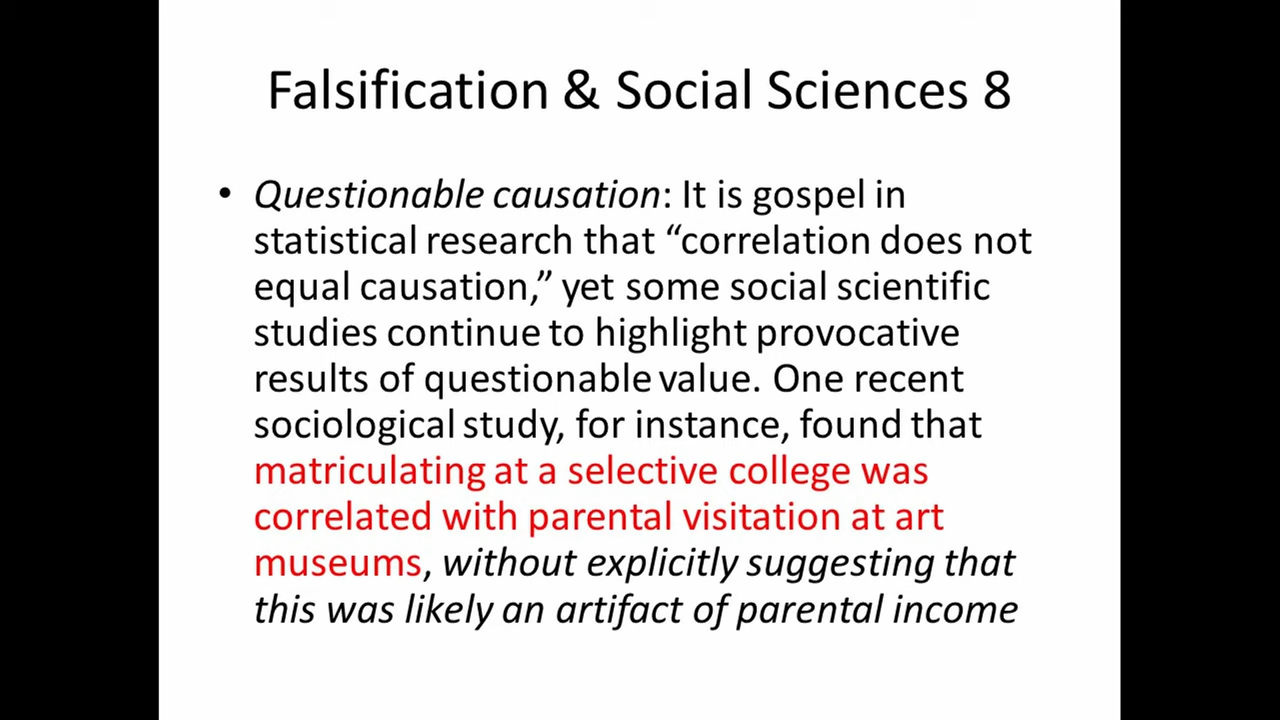 Falsification & Social Sciences 8
• Questionable causation: It is gospel in
statistical research that “correlation does not
equal causation,” yet some social scientific
studies continue to highlight provocative
results of questionable value. One recent
sociological study, for instance, found that
matriculating at a selective college was
correlated with parental visitation at art
museums, without explicitly suggesting that
this was likely an artifact of parental income